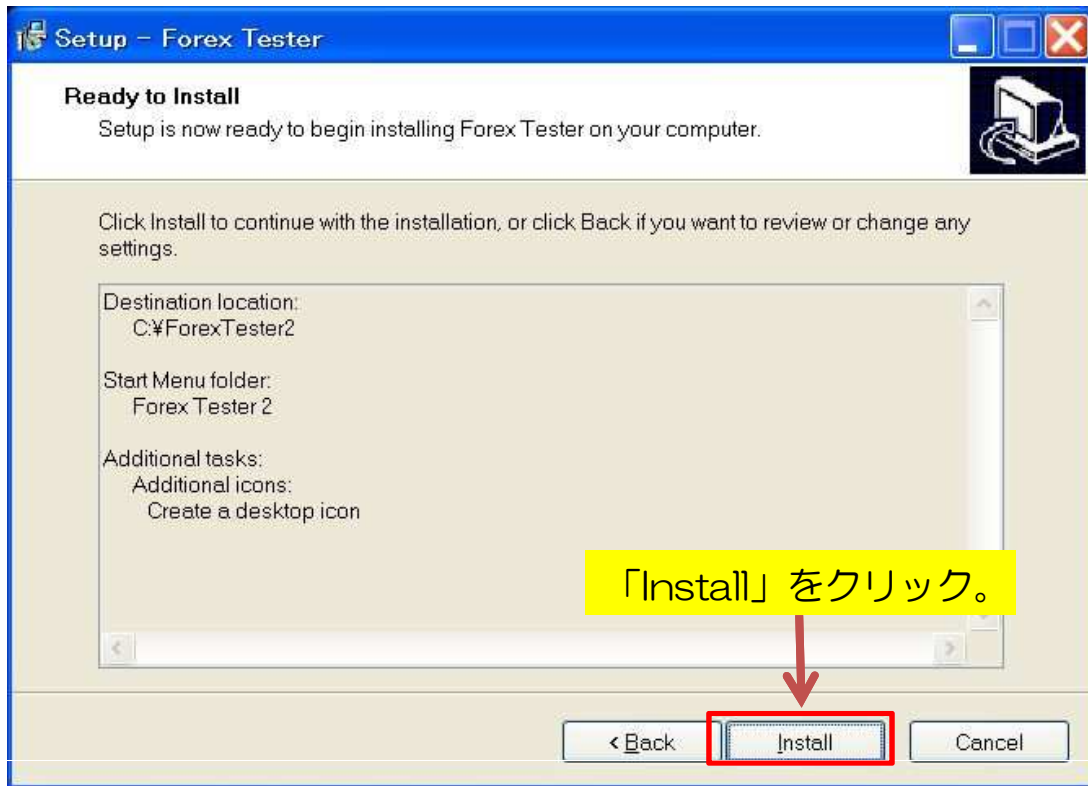 Setup - Forex Tester
Ready to Install
Setup is now ready to begin installing Forex Tester on your computer.
Click Install to continue with the installation, or click Back if you want to review or change any
settings.
Destination location:
C:¥ForexTester2
Start Menu folder:
Forex Tester 2
Additional tasks:
Additional icons:
Create a desktop icon
「Install」をクリック。
< Back
Install
Cancel